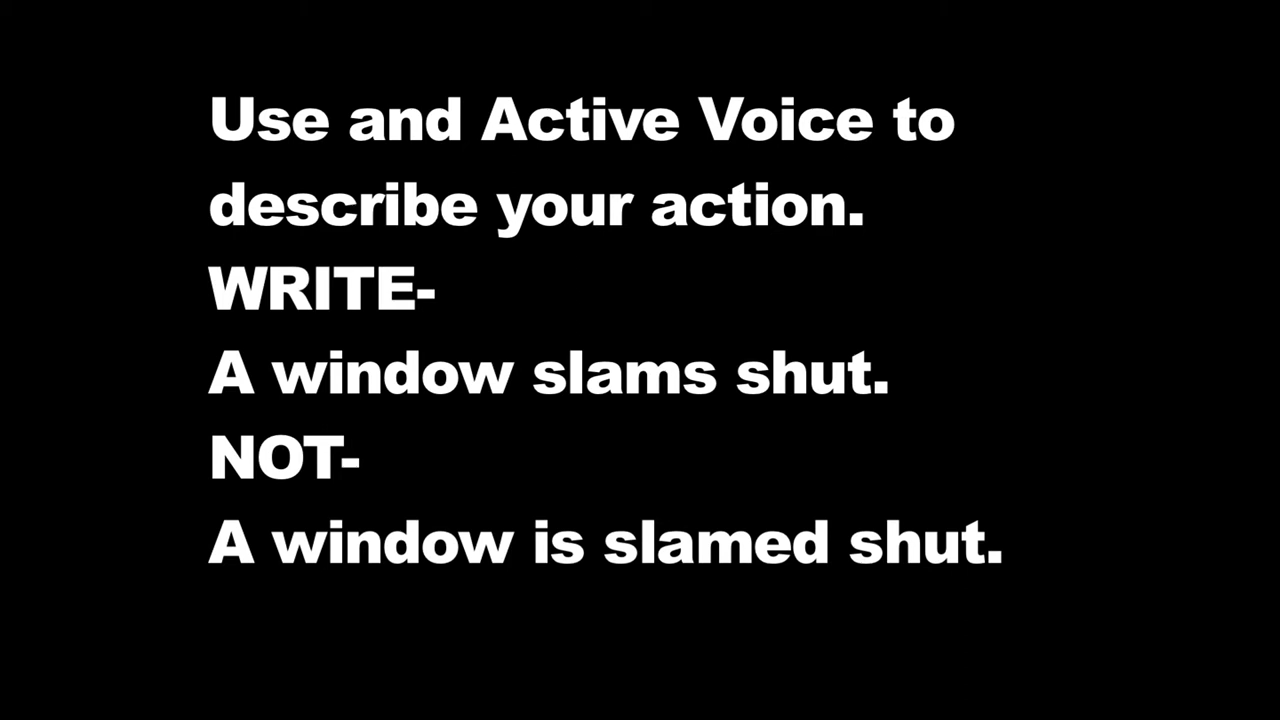 Use and Active Voice to
describe your action.
WRITE-
A window slams shut.
NOT-
A window is slamed shut.